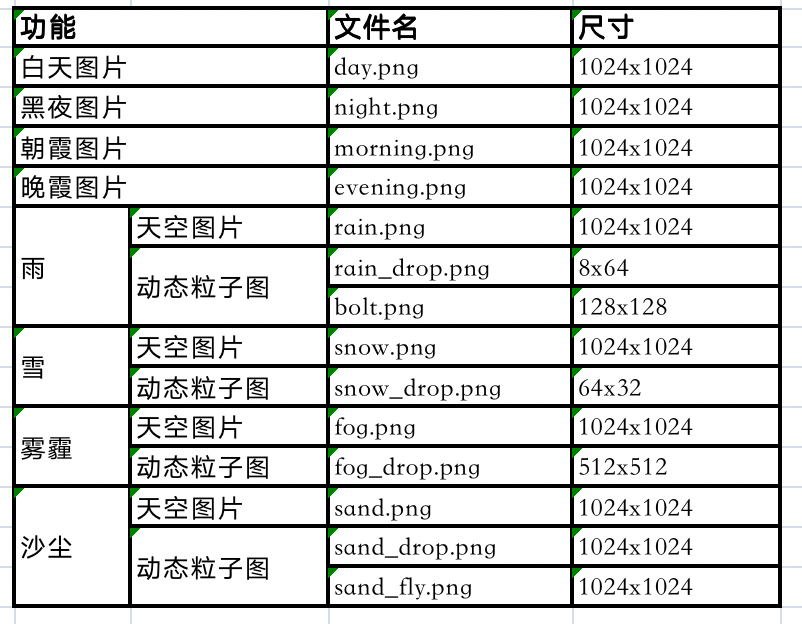 功能 文件名 尺寸
白天图片 day.png 1024x1024
黑夜图片 night.png 1024x1024
朝霞图片 morning.png 1024x1024
晚霞图片 evening.png 1024x1024
雨 天空图片 rain.png 1024x1024
动态粒子图 rain_drop.png 8x64
bolt.png 128x128
雪 天空图片 snow.png 1024x1024
动态粒子图 snow_drop.png 64x32
雾霾 天空图片 fog.png 1024x1024
动态粒子图 fog_drop.png 512x512
沙尘 天空图片 sand.png 1024x1024
动态粒子图 sand_drop.png 1024x1024
sand_fly.png 1024x1024